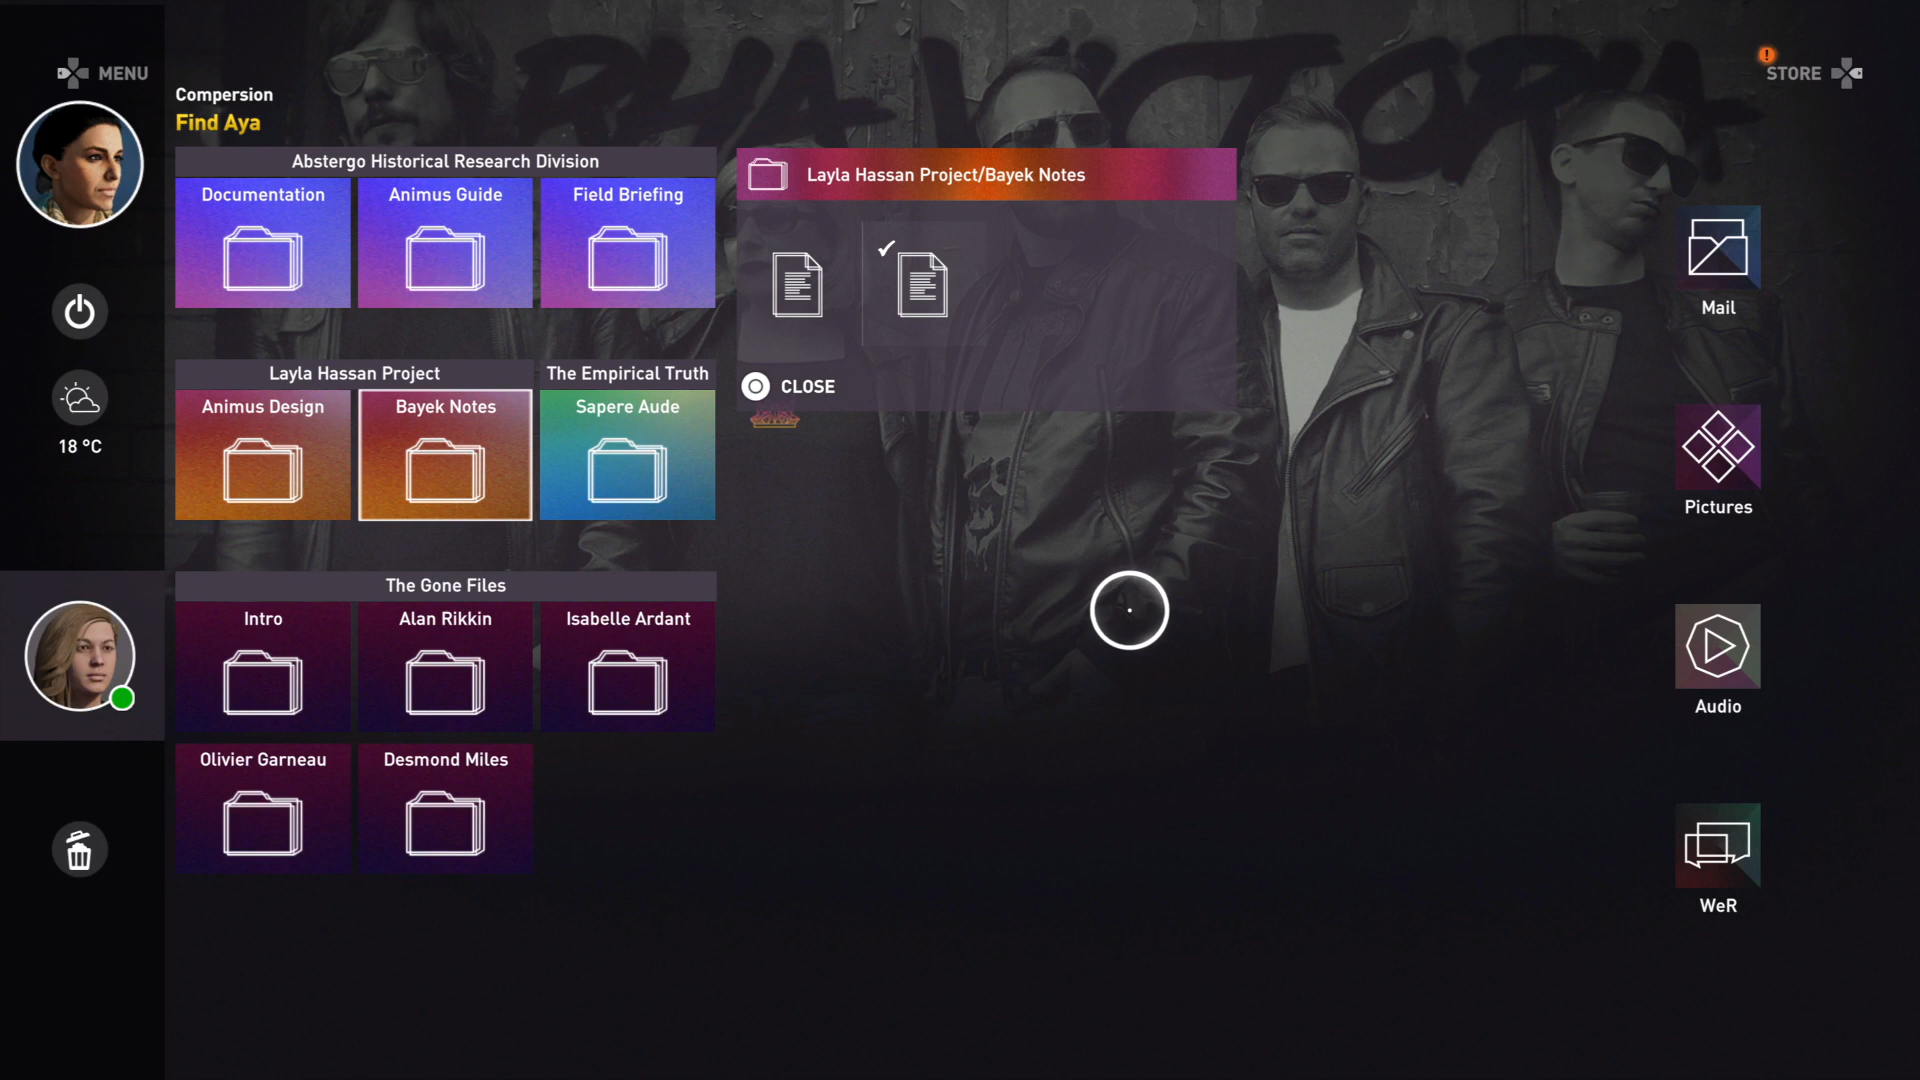 MENU
!
STORE
Compersion
Find Aya
Abstergo Historical Research Division
Documentation
Animus Guide
Field Briefing
Layla Hassan Project/Bayek Notes
CLOSE
Layla Hassan Project
The Empirical Truth
Animus Design
Bayek Notes
Sapere Aude
18 °C
The Gone Files
Intro
Alan Rikkin
Isabelle Ardant
Olivier Garneau
Desmond Miles
Mail
Pictures
Audio
WeR